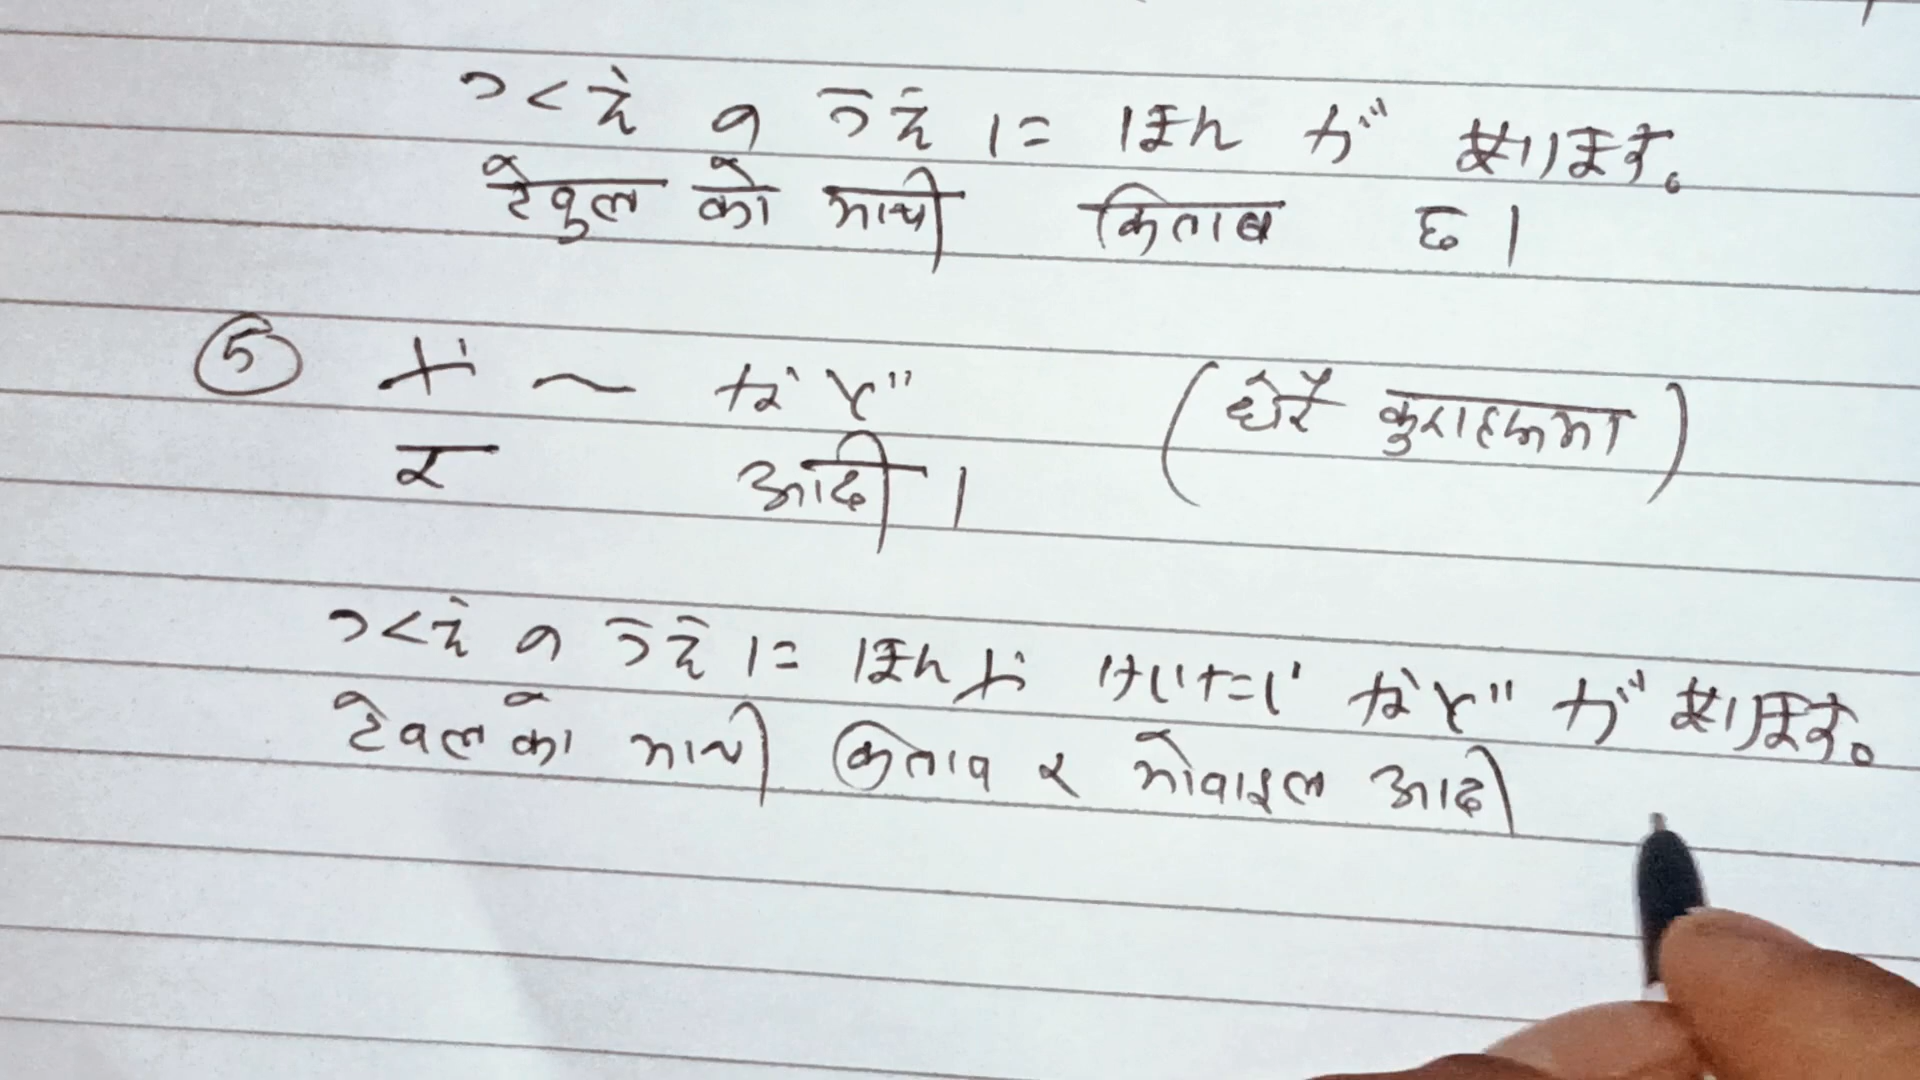 つくえ の うえ に ほん が あります。
टेवुल को माथी किताब छ।
⑤ や ~ など (धेरै कुराहरूमा)
र आदी।
つくえ の うえ に ほんや けいたい など が あります。
टेवल को माथी किताव र मोवाइल आदी